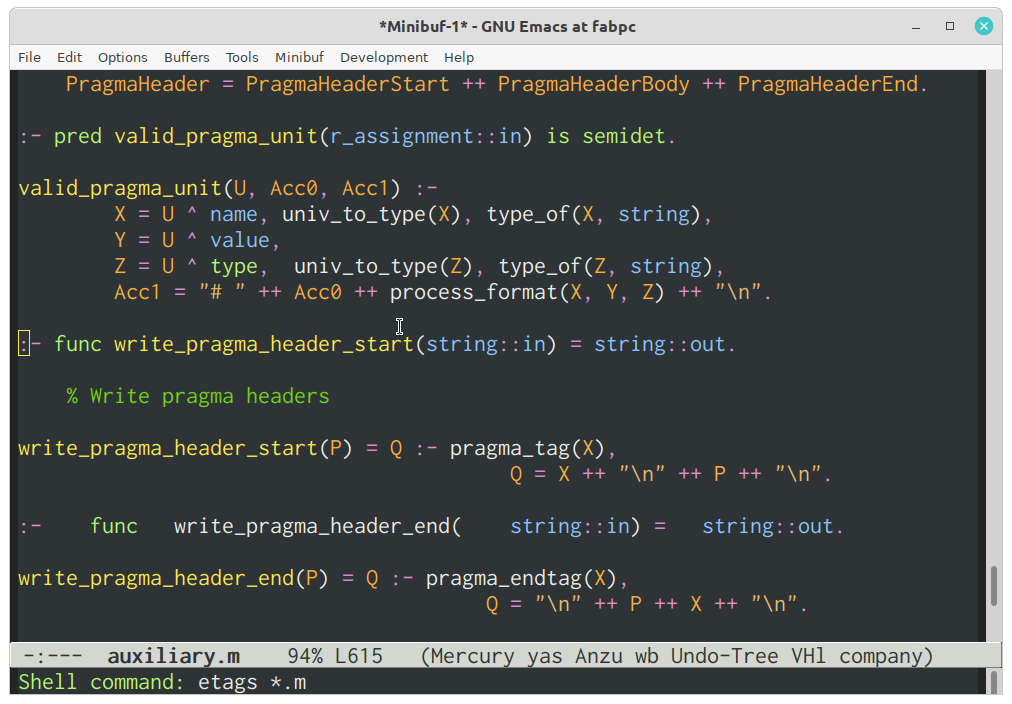 *Minibuf-1* - GNU Emacs at fabpc
File Edit Options Buffers Tools Minibuf Development Help
    PragmaHeader = PragmaHeaderStart ++ PragmaHeaderBody ++ PragmaHeaderEnd.
:- pred valid_pragma_unit(r_assignment::in) is semidet.
valid_pragma_unit(U, Acc0, Acc1) :-
        X = U ^ name, univ_to_type(X), type_of(X, string),
        Y = U ^ value,
        Z = U ^ type,  univ_to_type(Z), type_of(Z, string),
        Acc1 = "# " ++ Acc0 ++ process_format(X, Y, Z) ++ "\n".
:- func write_pragma_header_start(string::in) = string::out.
    % Write pragma headers
write_pragma_header_start(P) = Q :- pragma_tag(X),
                                         Q = X ++ "\n" ++ P ++ "\n".
:-    func   write_pragma_header_end(    string::in) =   string::out.
write_pragma_header_end(P) = Q :- pragma_endtag(X),
                                       Q = "\n" ++ P ++ X ++ "\n".
-:---  auxiliary.m    94% L615   (Mercury yas Anzu wb Undo-Tree VHl company)
Shell command: etags *.m